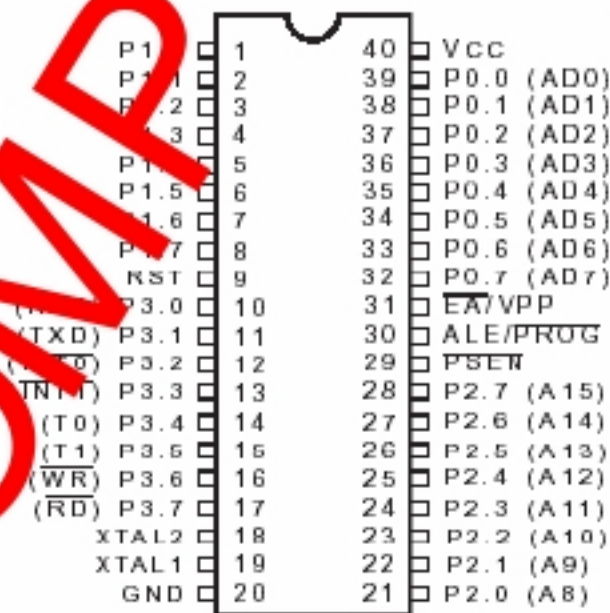 1 40 VCC
2 39 P0.0 (AD0)
3 38 P0.1 (AD1)
4 37 P0.2 (AD2)
5 36 P0.3 (AD3)
P1.5 6 35 P0.4 (AD4)
7 34 P0.5 (AD5)
8 33 P0.6 (AD6)
RST 9 32 P0.7 (AD7)
P3.0 10 31 EA/VPP
(TXD) P3.1 11 30 ALE/PROG
P3.2 12 29 PSEN
P3.3 13 28 P2.7 (A15)
(T0) P3.4 14 27 P2.6 (A14)
(T1) P3.5 15 26 P2.5 (A13)
(WR) P3.6 16 25 P2.4 (A12)
(RD) P3.7 17 24 P2.3 (A11)
XTAL2 18 23 P2.2 (A10)
XTAL1 19 22 P2.1 (A9)
GND 20 21 P2.0 (A8)